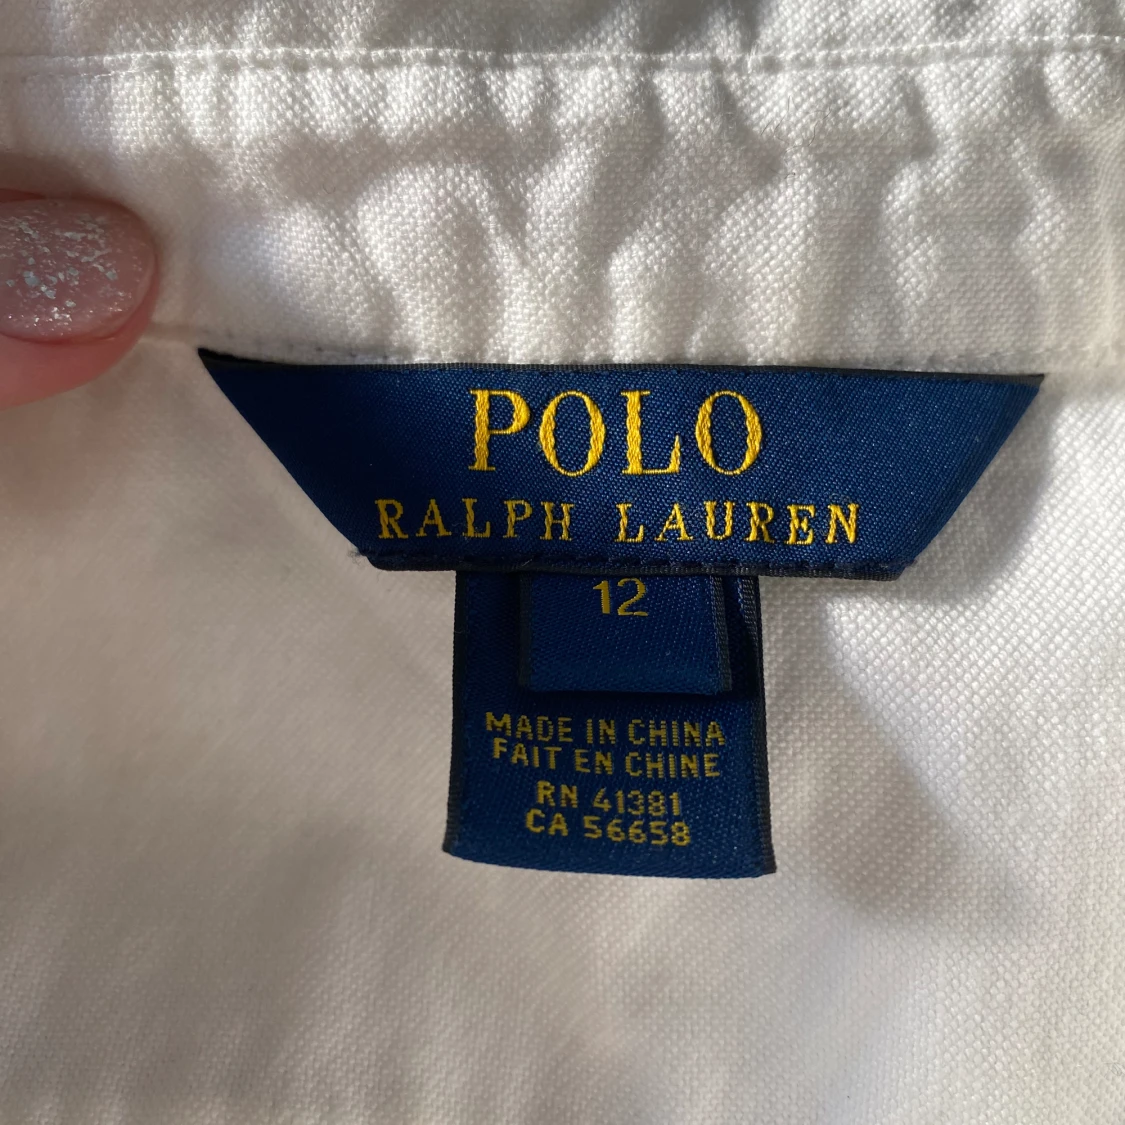 POLO
RALPH LAUREN
12
MADE IN CHINA
FAIT EN CHINE
RN 41381
CA 56658